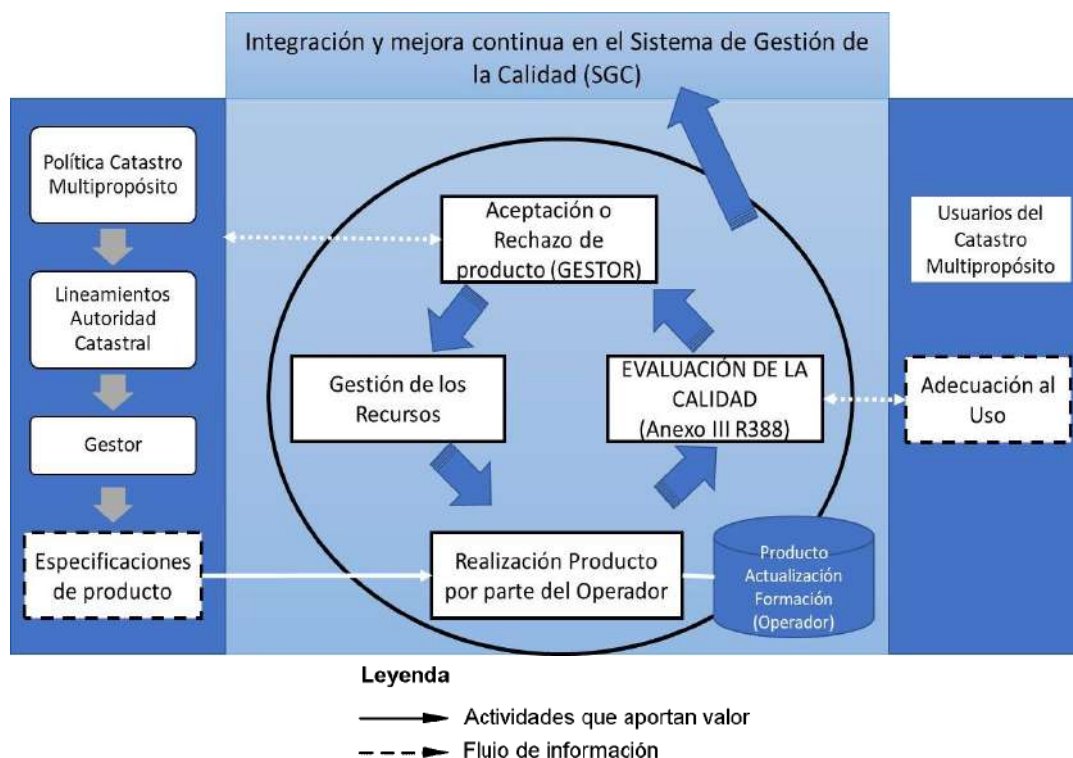 Integración y mejora continua en el Sistema de Gestión de
la Calidad (SGC)
Política Catastro
Multipropósito
Lineamientos
Autoridad
Catastral
Gestor
Especificaciones
de producto
Aceptación o
Rechazo de
producto (GESTOR)
Gestión de los
Recursos
EVALUACIÓN DE LA
CALIDAD
(Anexo III R388)
Realización Producto
por parte del Operador
Producto
Actualización
Formación
(Operador)
Usuarios del
Catastro
Multipropósito
Adecuación al
Uso
Leyenda
Actividades que aportan valor
Flujo de información